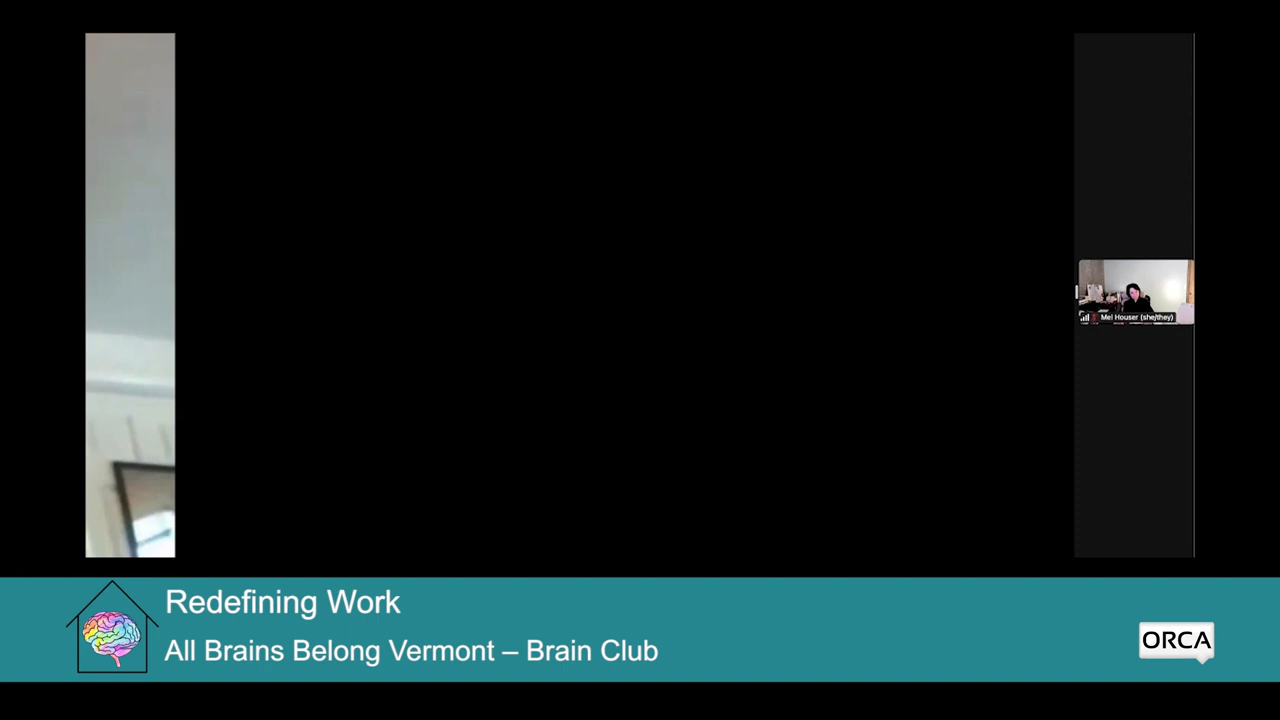 Mel Houser (she/they)
Redefining Work
All Brains Belong Vermont – Brain Club
ORCA